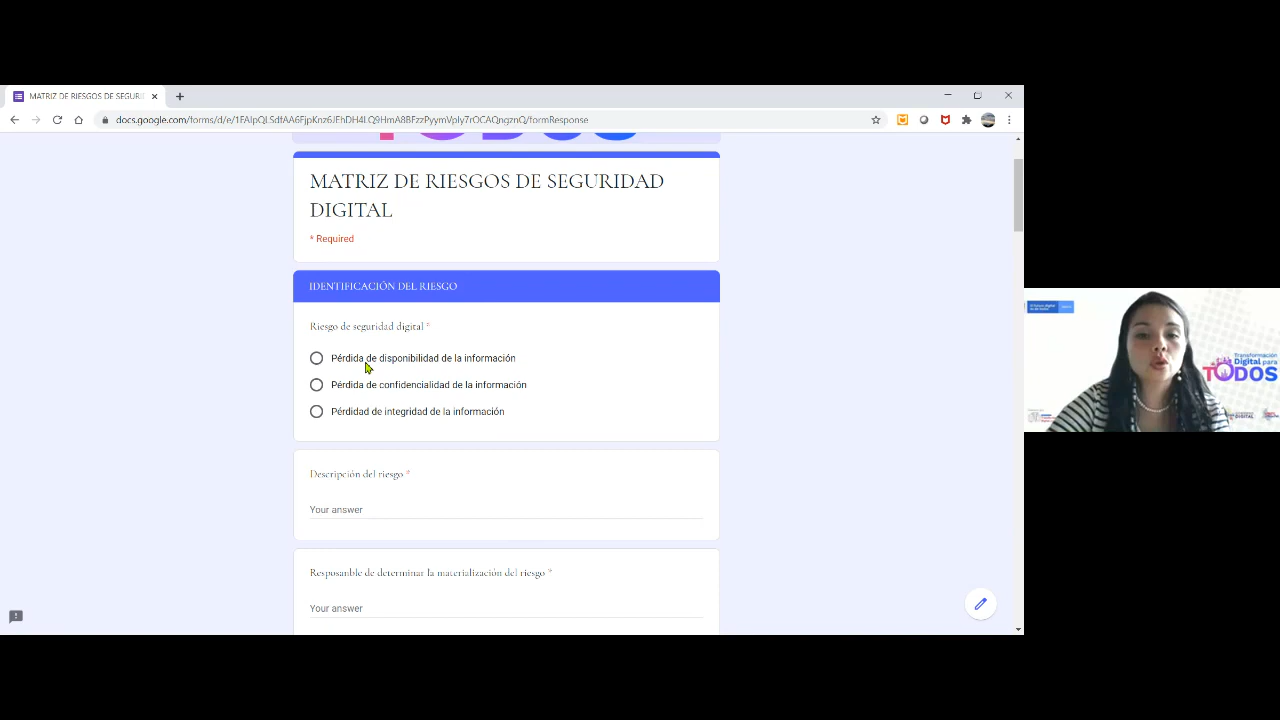 MATRIZ DE RIESGOS DE SEGURI
docs.google.com/forms/d/e/1FAIpQLSdfAA6FjpKnz6JEhDH4LQ9HmA8BFzzPyymVpIy7rOCAQngznQ/formResponse
MATRIZ DE RIESGOS DE SEGURIDAD
DIGITAL
* Required
IDENTIFICACIÓN DEL RIESGO
Riesgo de seguridad digital *
Pérdida de disponibilidad de la información
Pérdida de confidencialidad de la información
Pérdidad de integridad de la información
Descripción del riesgo *
Your answer
Resposanble de determinar la materialización del riesgo *
Your answer
Transformación
Digital para
TODOS